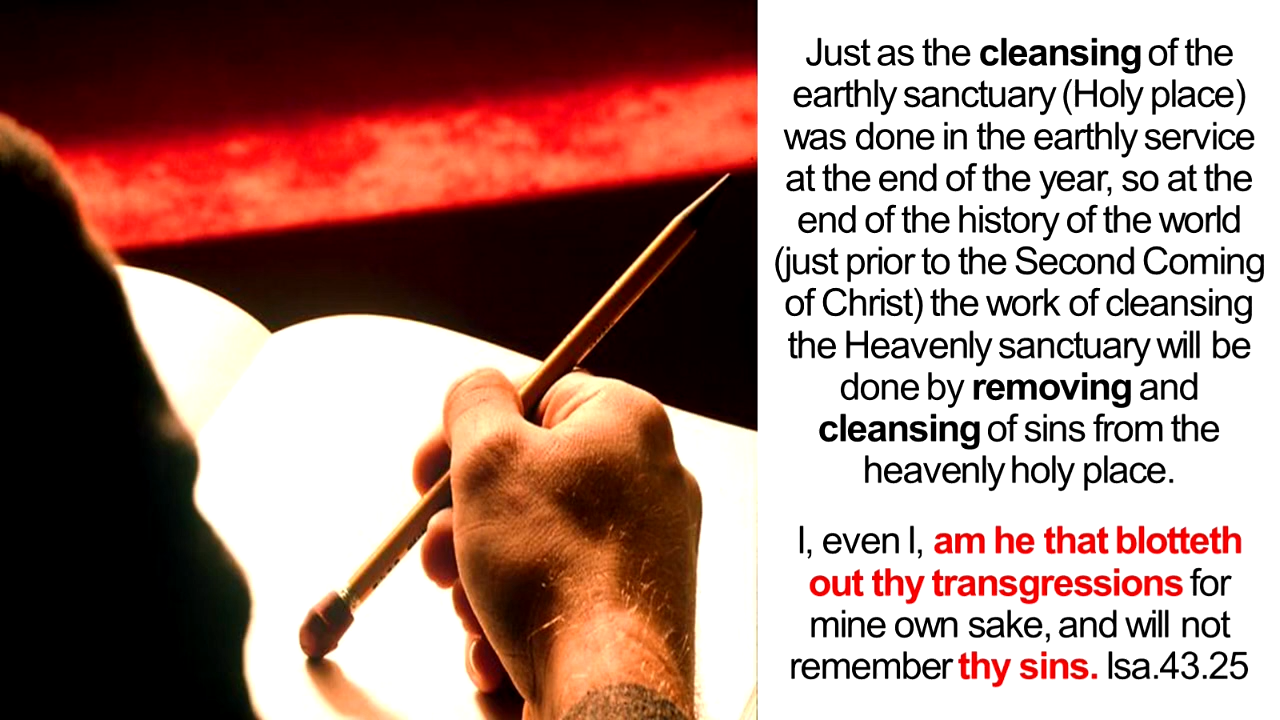 Just as the cleansing of the
earthly sanctuary (Holy place)
was done in the earthly service
at the end of the year, so at the
end of the history of the world
(just prior to the Second Coming
of Christ) the work of cleansing
the Heavenly sanctuary will be
done by removing and
cleansing of sins from the
heavenly holy place.
I, even I, am he that blotteth
out thy transgressions for
mine own sake, and will not
remember thy sins. Isa.43.25